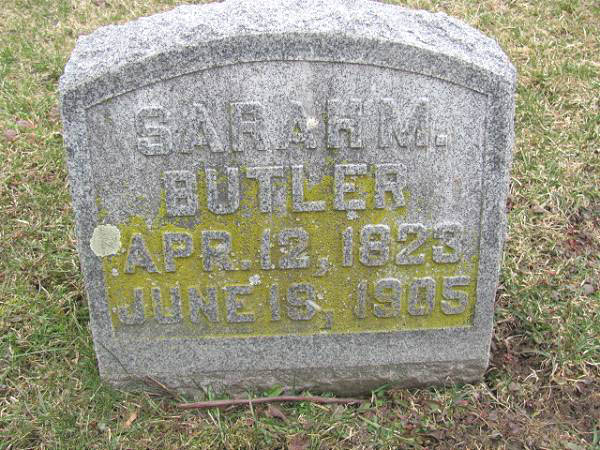 SARAH M.
BUTLER
APR. 12, 1823
JUNE 19, 1905